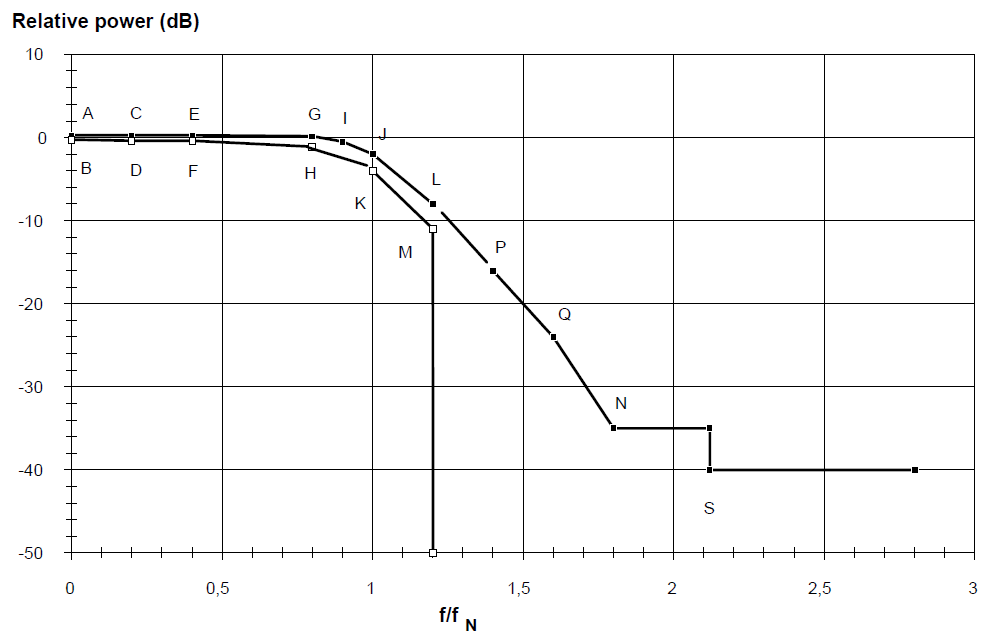 Relative power (dB)
10
A C E G I
J
0
B D F H
L
K
-10
P
M
-20
Q
-30
N
-40
S
-50
0 0,5 1 1,5 2 2,5 3
f/f N